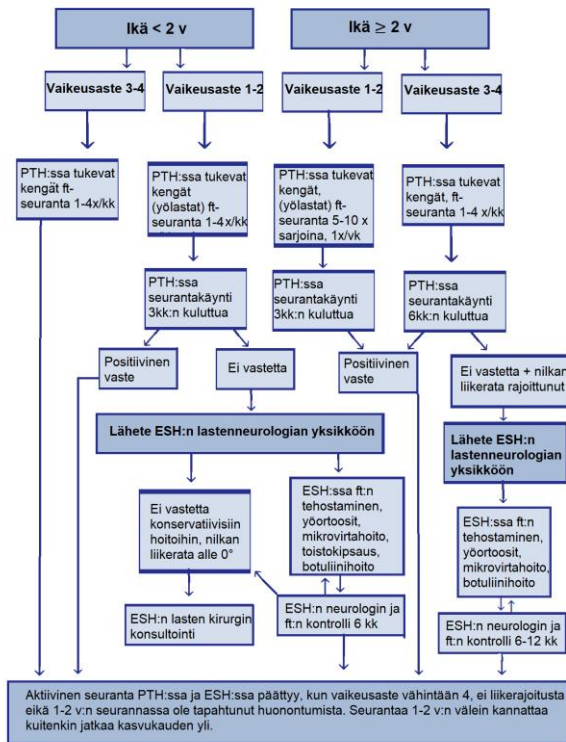 Ikä < 2 v
Ikä ≥ 2 v
Vaikeusaste 3-4
Vaikeusaste 1-2
Vaikeusaste 1-2
Vaikeusaste 3-4
PTH:ssa tukevat
kengät ft-
seuranta 1-4x/kk
PTH:ssa tukevat
kengät
(yölastat) ft-
seuranta 1-4x/kk
PTH:ssa tukevat
kengät,
(yölastat) ft-
seuranta 5-10 x
sarjoina, 1x/vk
PTH:ssa tukevat
kengät, ft-
seuranta 1-4 x/kk
PTH:ssa
seurantakäynti
3kk:n kuluttua
PTH:ssa
seurantakäynti
3kk:n kuluttua
PTH:ssa
seurantakäynti
6kk:n kuluttua
Positiivinen
vaste
Ei vastetta
Positiivinen
vaste
Ei vastetta + nilkan
liikerata rajoittunut
Lähete ESH:n lastenneurologian yksikköön
Lähete ESH:n
lastenneurologian
yksikköön
Ei vastetta
konservatiivisiin
hoitoihin, nilkan
liikerata alle 0°
ESH:ssa ft:n
tehostaminen,
yöortoosit,
mikrovirtahoito,
toistokipsaus,
botuliinihoito
ESH:ssa ft:n
tehostaminen,
yöortoosit,
mikrovirtahoito,
botuliinihoito
ESH:n lasten kirurgin
konsultointi
ESH:n neurologin ja
ft:n kontrolli 6 kk
ESH:n neurologin ja
ft:n kontrolli 6-12 kk
Aktiivinen seuranta PTH:ssa ja ESH:ssa päättyy, kun vaikeusaste vähintään 4, ei liikerajoitusta
eikä 1-2 v:n seurannassa ole tapahtunut huonontumista. Seurantaa 1-2 v:n välein kannattaa
kuitenkin jatkaa kasvukauden yli.